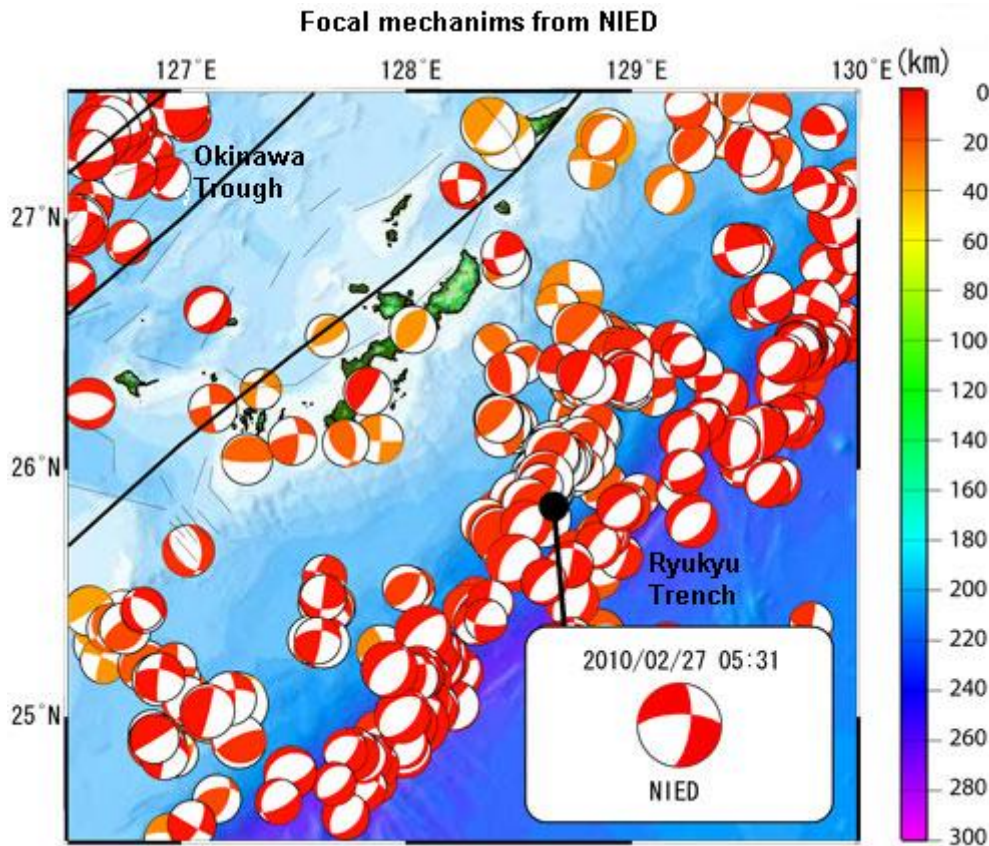 Focal mechanims from NIED
127°E
128°E
129°E
130°E
(km)
Okinawa
Trough
27°N
26°N
25°N
Ryukyu
Trench
2010/02/27 05:31
NIED
0
20
40
60
80
100
120
140
160
180
200
220
240
260
280
300